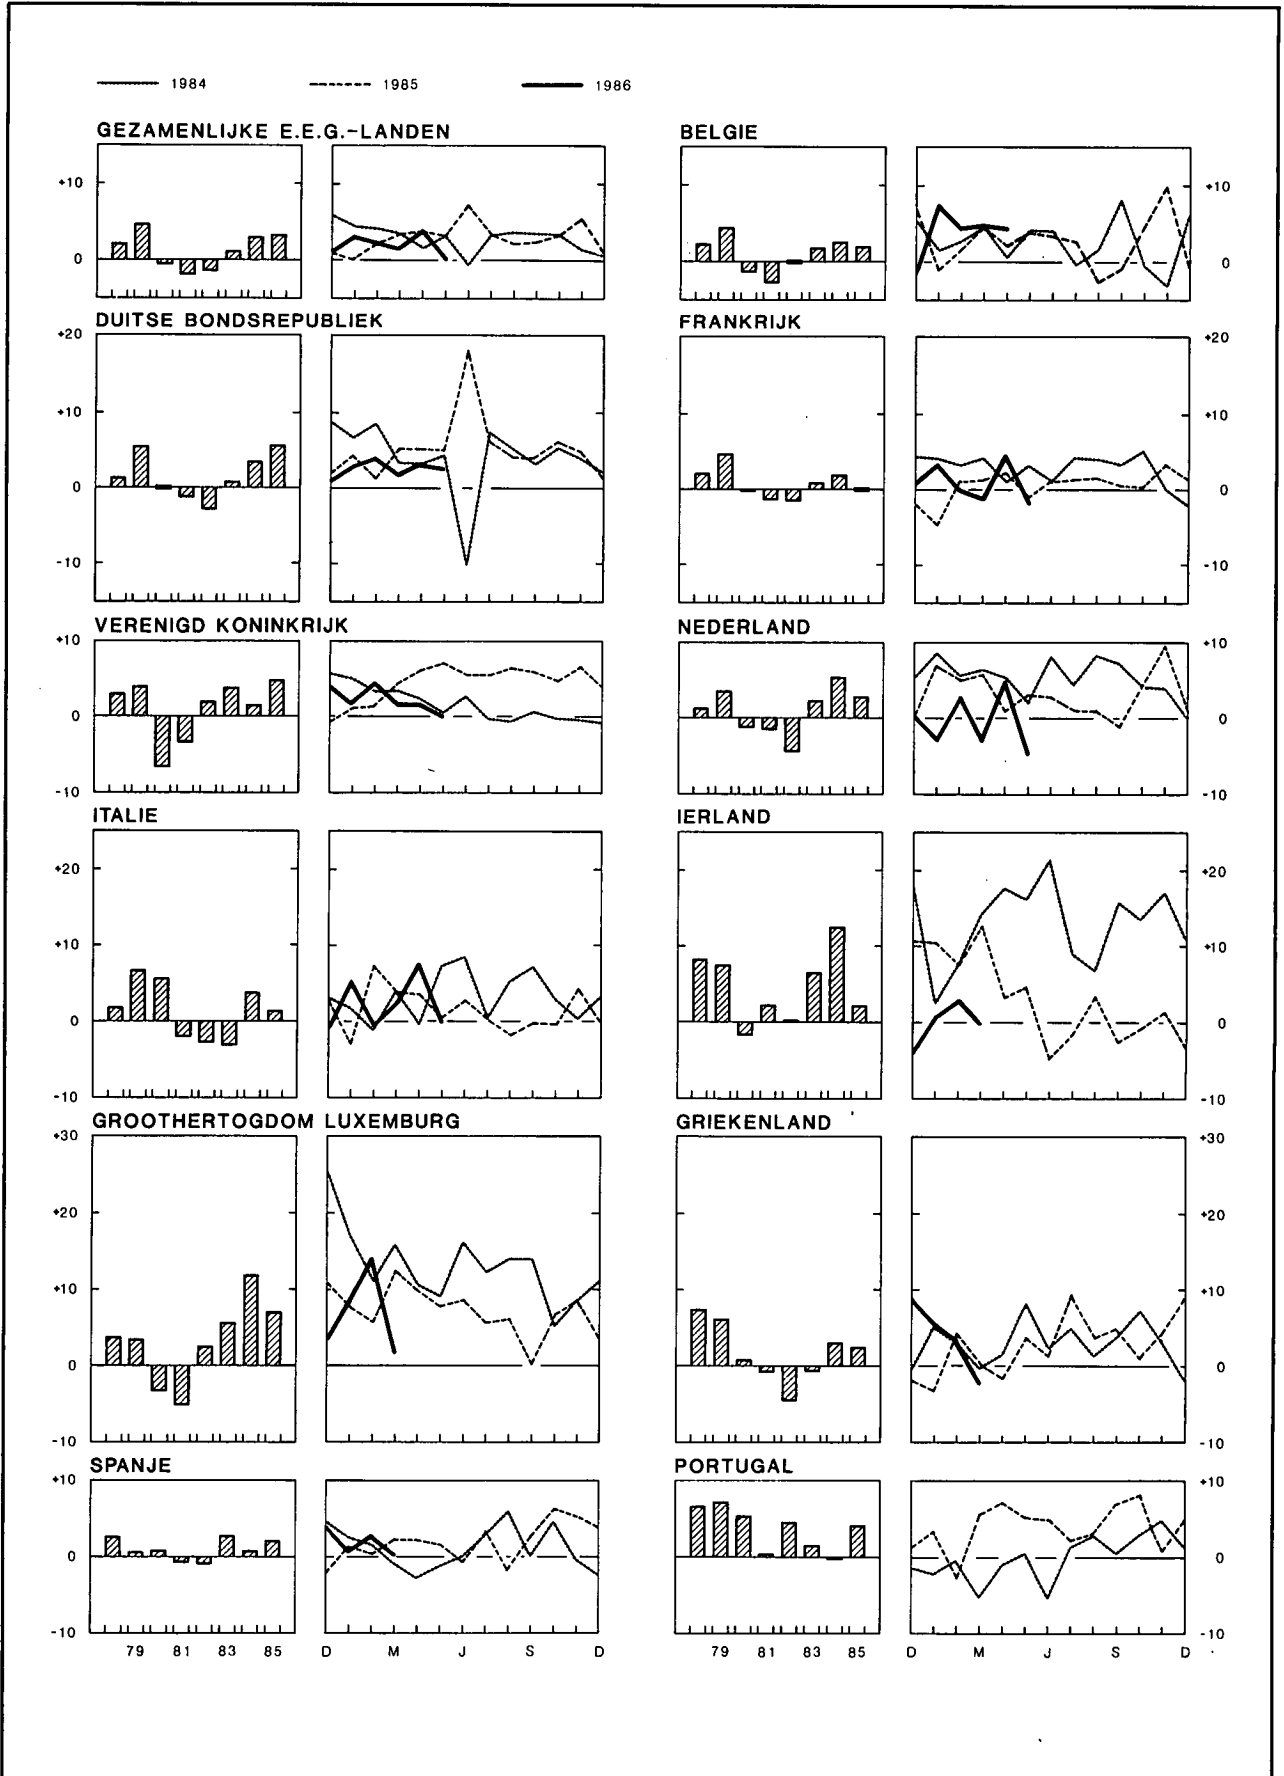 1984 1985 1986
GEZAMENLIJKE E.E.G.-LANDEN BELGIE
+10 +10
0 0
DUITSE BONDSREPUBLIEK FRANKRIJK
+20 +20
+10 +10
0 0
-10 -10
VERENIGD KONINKRIJK NEDERLAND
+10 +10
0 0
-10 -10
ITALIE IERLAND
+20 +20
+10 +10
0 0
-10 -10
GROOTHERTOGDOM LUXEMBURG GRIEKENLAND
+30 +30
+20 +20
+10 +10
0 0
-10 -10
SPANJE PORTUGAL
+10 +10
0 0
-10 -10
79 81 83 85 D M J S D 79 81 83 85 D M J S D